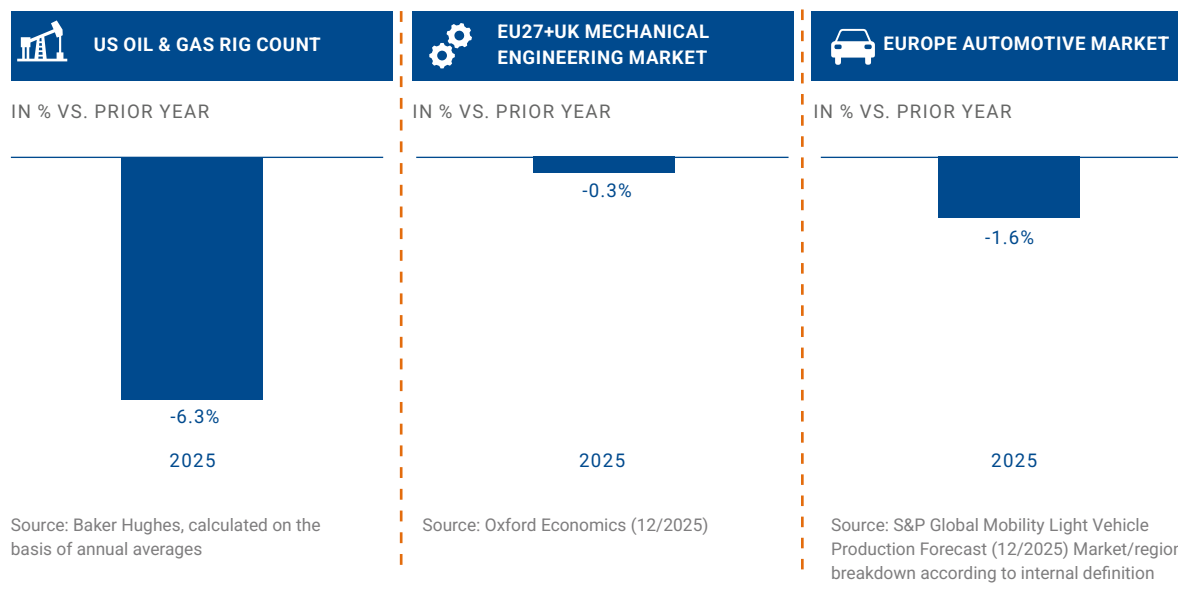 US OIL & GAS RIG COUNT
IN % VS. PRIOR YEAR
-6.3%
2025
Source: Baker Hughes, calculated on the
basis of annual averages
EU27+UK MECHANICAL
ENGINEERING MARKET
IN % VS. PRIOR YEAR
-0.3%
2025
Source: Oxford Economics (12/2025)
EUROPE AUTOMOTIVE MARKET
IN % VS. PRIOR YEAR
-1.6%
2025
Source: S&P Global Mobility Light Vehicle
Production Forecast (12/2025) Market/region
breakdown according to internal definition